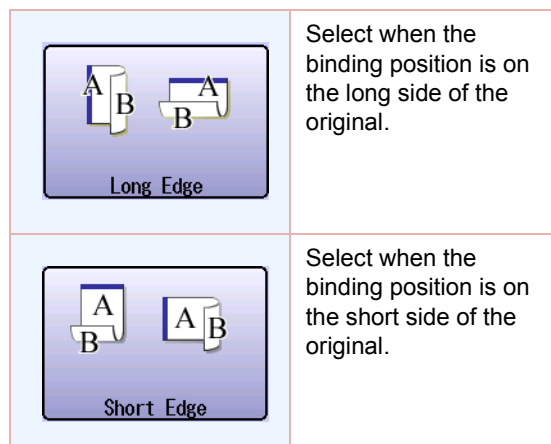 A
B
A
B
Long Edge
Select when the
binding position is on
the long side of the
original.
A
B
A
B
Short Edge
Select when the
binding position is on
the short side of the
original.